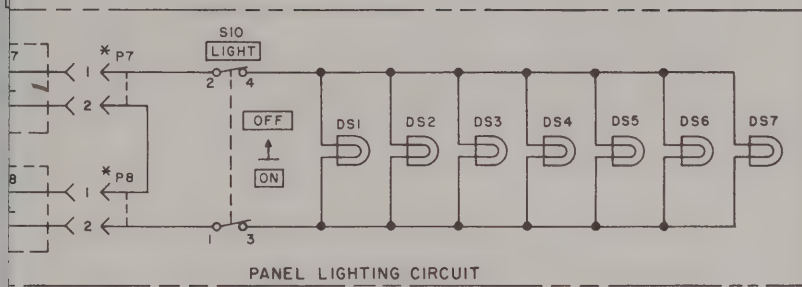 S10
LIGHT
* P7
7
1
2
2 4
OFF
ON
DS1 DS2 DS3 DS4 DS5 DS6 DS7
* P8
8
1
2
1 3
PANEL LIGHTING CIRCUIT